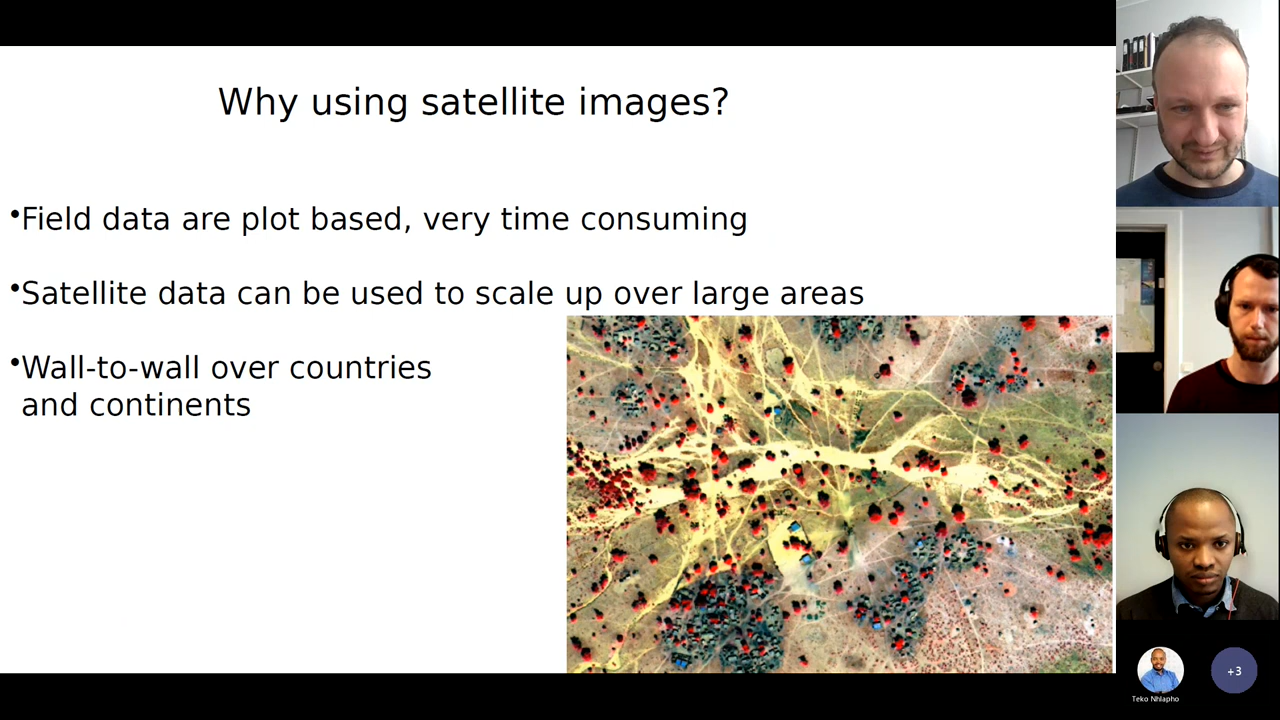 Why using satellite images?
•Field data are plot based, very time consuming
•Satellite data can be used to scale up over large areas
•Wall-to-wall over countries
and continents
Teko Nhlapho
+3